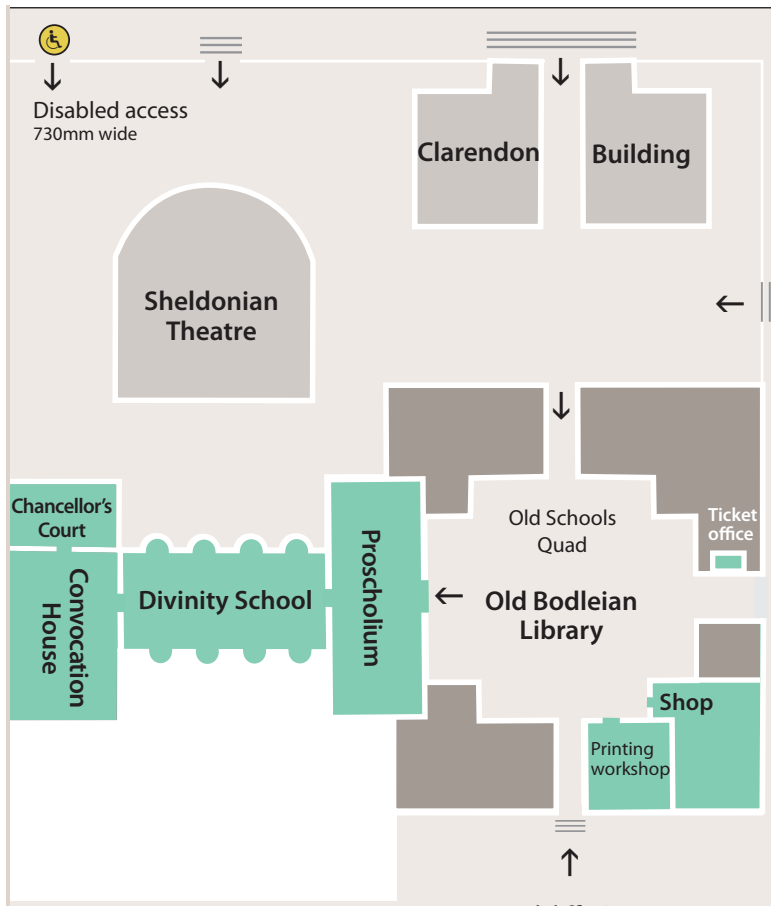 Disabled access
730mm wide
Clarendon
Building
Sheldonian
Theatre
Chancellor's
Court
Convocation
House
Divinity School
Proscholium
Old Schools
Quad
Old Bodleian
Library
Ticket
office
Shop
Printing
workshop